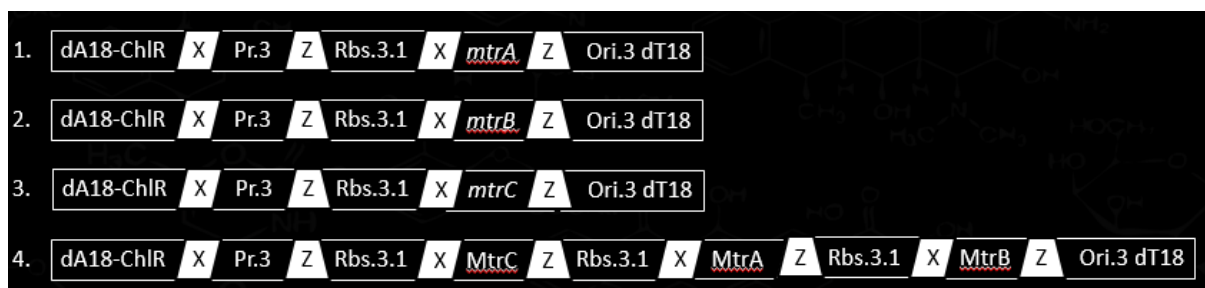 1. dA18-ChlR X Pr.3 Z Rbs.3.1 X mtrA Z Ori.3 dT18
2. dA18-ChlR X Pr.3 Z Rbs.3.1 X mtrB Z Ori.3 dT18
3. dA18-ChlR X Pr.3 Z Rbs.3.1 X mtrC Z Ori.3 dT18
4. dA18-ChlR X Pr.3 Z Rbs.3.1 X MtrC Z Rbs.3.1 X MtrA Z Rbs.3.1 X MtrB Z Ori.3 dT18